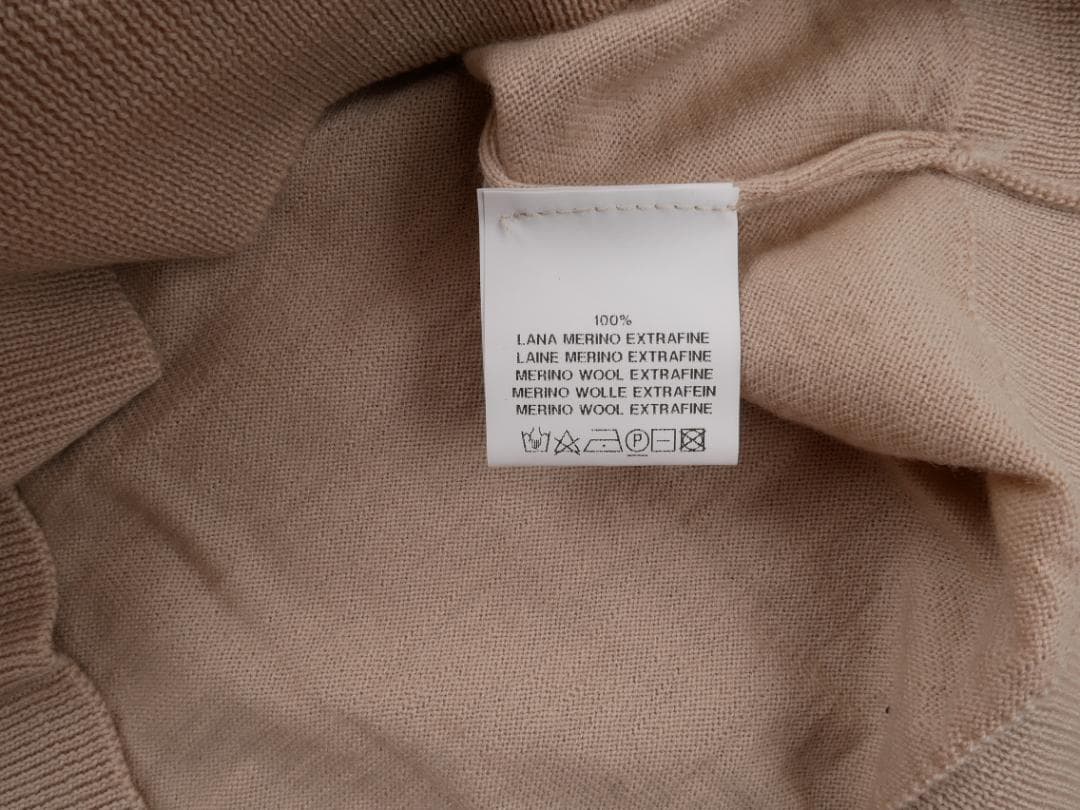 100%
LANA MERINO EXTRAFINE
LAINE MERINO EXTRAFINE
MERINO WOOL EXTRAFINE
MERINO WOLLE EXTRAFEIN
MERINO WOOL EXTRAFINE
P